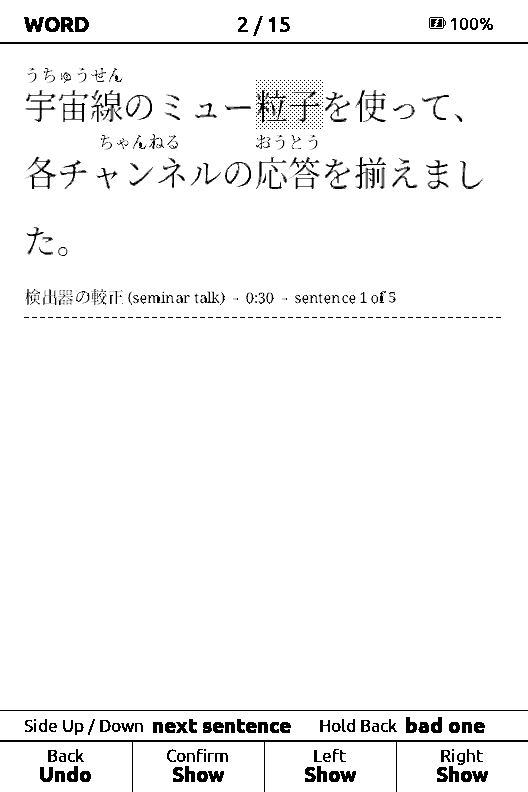 WORD 2 / 15 100%
うちゅうせん
宇宙線のミュー粒子を使って、
ちゃんねる おうとう
各チャンネルの応答を揃えまし
た。
検出器の較正 (seminar talk) - 0:30 - sentence 1 of 5
Side Up / Down next sentence Hold Back bad one
Back Confirm Left Right
Undo Show Show Show